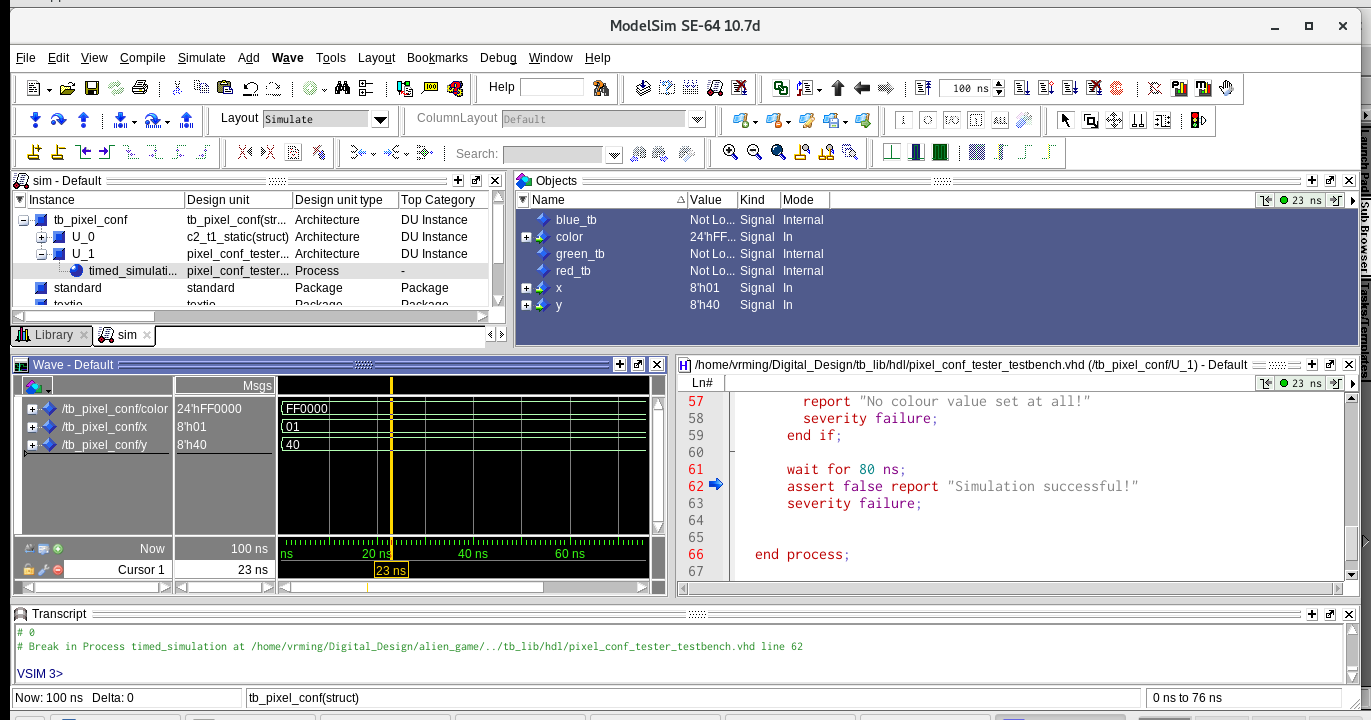 ModelSim SE-64 10.7d
File Edit View Compile Simulate Add Wave Tools Layout Bookmarks Debug Window Help
Help
100 ns
Layout Simulate
ColumnLayout Default
ALL
Search:
sim - Default
Instance Design unit Design unit type Top Category
tb_pixel_conf tb_pixel_conf(str... Architecture DU Instance
U_0 c2_t1_static(struct) Architecture DU Instance
U_1 pixel_conf_tester... Architecture DU Instance
timed_simulati... pixel_conf_tester... Process -
standard standard Package Package
textio textio Package Package
Library sim
Objects
Name Value Kind Mode
23 ns
blue_tb Not Lo... Signal Internal
color 24'hFF... Signal In
green_tb Not Lo... Signal Internal
red_tb Not Lo... Signal Internal
x 8'h01 Signal In
y 8'h40 Signal In
Wave - Default
Msgs
/tb_pixel_conf/color 24'hFF0000 FF0000
/tb_pixel_conf/x 8'h01 01
/tb_pixel_conf/y 8'h40 40
Now 100 ns ns 20 ns 40 ns 60 ns
Cursor 1 23 ns 23 ns
/home/vrming/Digital_Design/tb_lib/hdl/pixel_conf_tester_testbench.vhd (/tb_pixel_conf/U_1) - Default
Ln# 23 ns
57 report "No colour value set at all!"
58 severity failure;
59 end if;
60
61 wait for 80 ns;
62 assert false report "Simulation successful!"
63 severity failure;
64
65
66 end process;
67
Transcript
# 0
# Break in Process timed_simulation at /home/vrming/Digital_Design/alien_game/../tb_lib/hdl/pixel_conf_tester_testbench.vhd line 62
VSIM 3>
Now: 100 ns Delta: 0 tb_pixel_conf(struct) 0 ns to 76 ns
Launch Pad
Sub Browser
Tasks/Templates